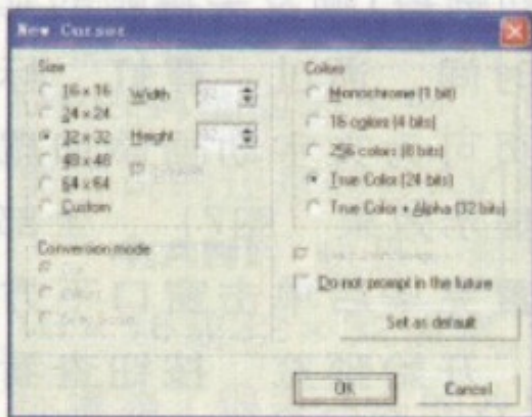 New Cursor
Size
16 x 16
24 x 24
32 x 32
48 x 48
64 x 64
Custom
Width
Height
Colors
Monochrome (1 bit)
16 colors (4 bits)
256 colors (8 bits)
True Color (24 bits)
True Color + Alpha (32 bits)
Conversion mode
Do not prompt in the future
Set as default
OK
Cancel